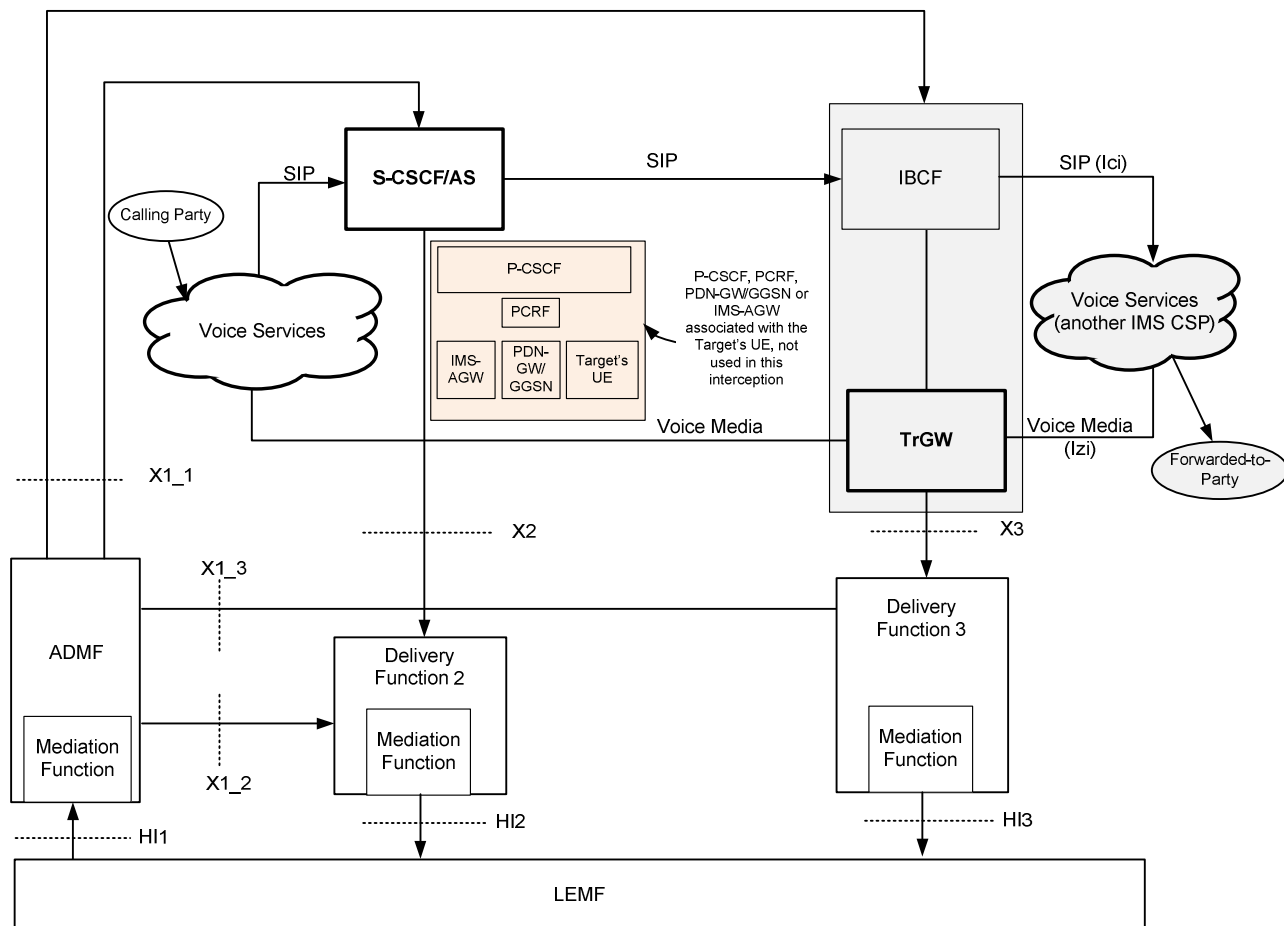 SIP
S-CSCF/AS
SIP
IBCF
SIP (Ici)
Calling Party
Voice Services
P-CSCF
PCRF
IMS-
AGW
PDN-
GW/
GGSN
Target's
UE
P-CSCF, PCRF,
PDN-GW/GGSN or
IMS-AGW
associated with the
Target's UE, not
used in this
interception
Voice Services
(another IMS CSP)
Voice Media
TrGW
Voice Media
(Izi)
Forwarded-to-
Party
X1_1
X2
X3
X1_3
ADMF
Mediation
Function
X1_2
Delivery
Function 2
Mediation
Function
Delivery
Function 3
Mediation
Function
HI1
HI2
HI3
LEMF